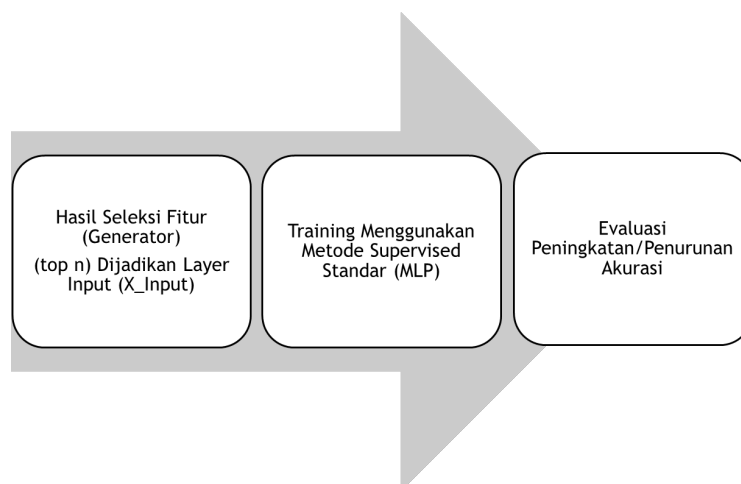 Hasil Seleksi Fitur
(Generator)
(top n) Dijadikan Layer
Input (X_Input)
Training Menggunakan
Metode Supervised
Standar (MLP)
Evaluasi
Peningkatan/Penurunan
Akurasi